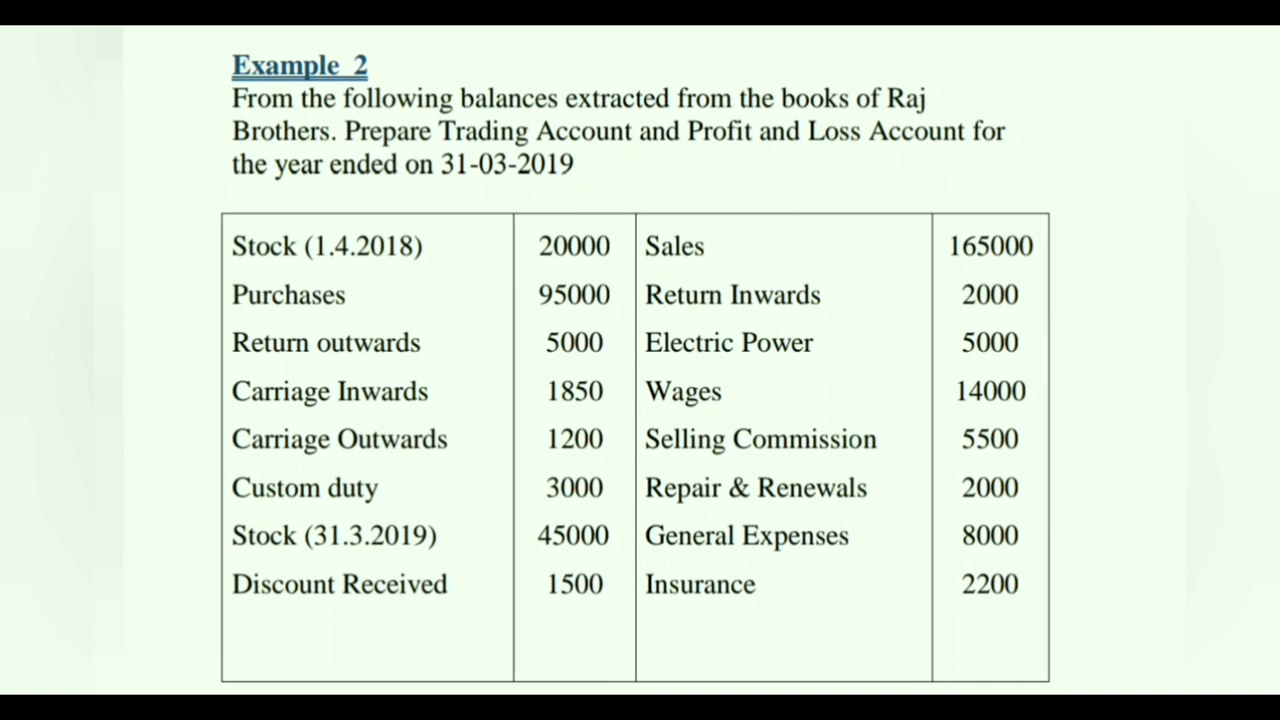 Example 2
From the following balances extracted from the books of Raj
Brothers. Prepare Trading Account and Profit and Loss Account for
the year ended on 31-03-2019
Stock (1.4.2018) 20000 Sales 165000
Purchases 95000 Return Inwards 2000
Return outwards 5000 Electric Power 5000
Carriage Inwards 1850 Wages 14000
Carriage Outwards 1200 Selling Commission 5500
Custom duty 3000 Repair & Renewals 2000
Stock (31.3.2019) 45000 General Expenses 8000
Discount Received 1500 Insurance 2200